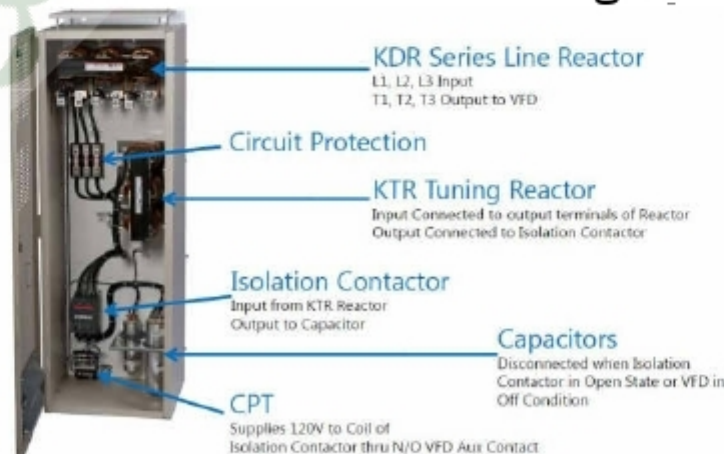 KDR Series Line Reactor
L1, L2, L3 Input
T1, T2, T3 Output to VFD
Circuit Protection
KTR Tuning Reactor
Input Connected to output terminals of Reactor
Output Connected to Isolation Contactor
Isolation Contactor
Input from KTR Reactor
Output to Capacitor
Capacitors
Disconnected when Isolation
Contactor in Open State or VFD in
Off Condition
CPT
Supplies 120V to Coil of
Isolation Contactor thru N/O VFD Aux Contact